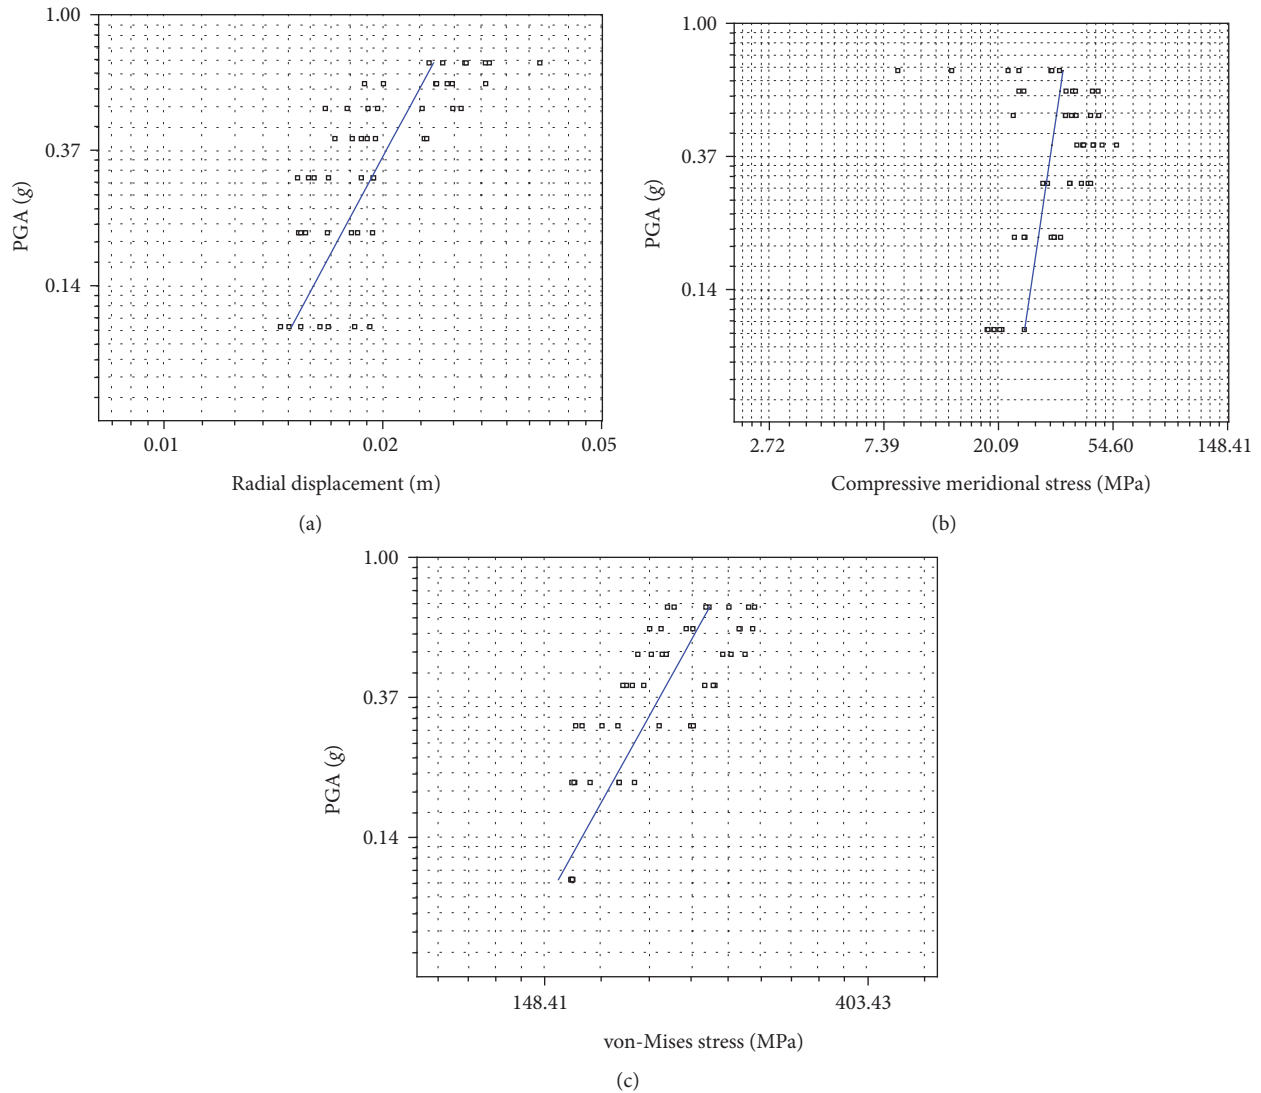 1.00
0.37
0.14
PGA (g)
0.01 0.02 0.05
Radial displacement (m)
(a)
1.00
0.37
0.14
PGA (g)
2.72 7.39 20.09 54.60 148.41
Compressive meridional stress (MPa)
(b)
1.00
0.37
0.14
PGA (g)
148.41 403.43
von-Mises stress (MPa)
(c)